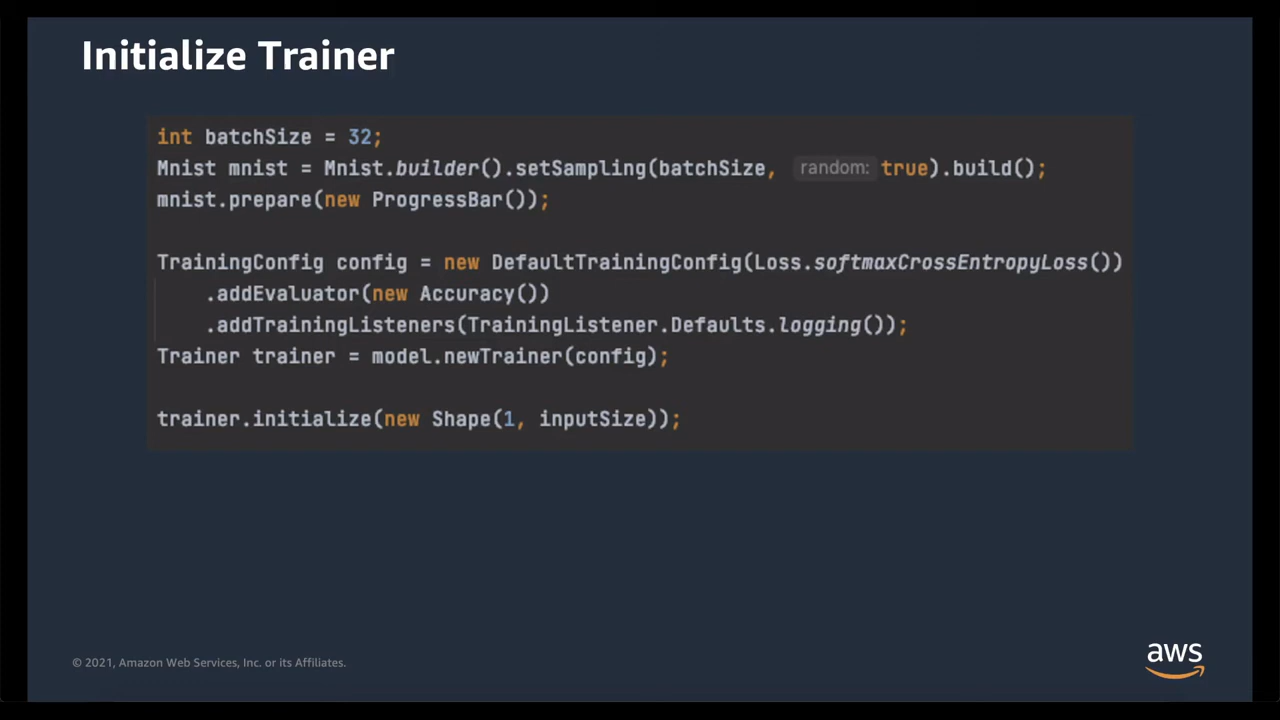 Initialize Trainer
int batchSize = 32;
Mnist mnist = Mnist.builder().setSampling(batchSize, random: true).build();
mnist.prepare(new ProgressBar());
TrainingConfig config = new DefaultTrainingConfig(Loss.softmaxCrossEntropyLoss())
.addEvaluator(new Accuracy())
.addTrainingListeners(TrainingListener.Defaults.logging());
Trainer trainer = model.newTrainer(config);
trainer.initialize(new Shape(1, inputSize));
© 2021, Amazon Web Services, Inc. or its Affiliates.
aws